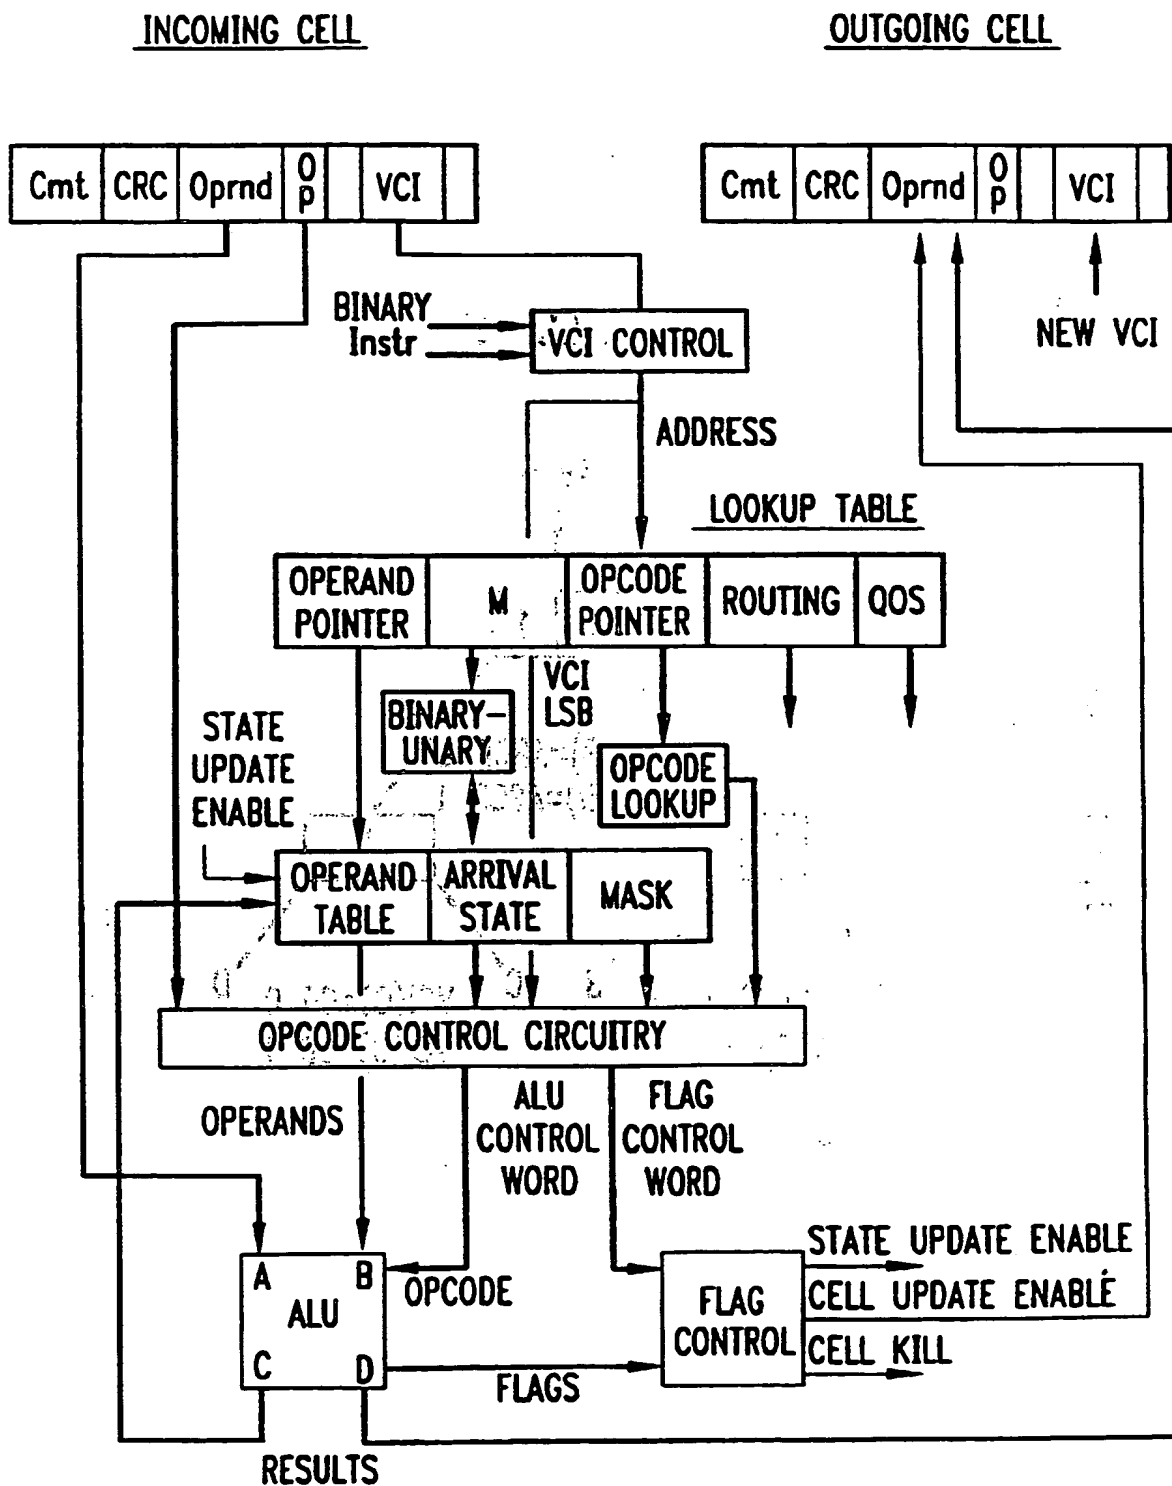 INCOMING CELL
OUTGOING CELL
Cmt CRC Oprnd Op VCI
Cmt CRC Oprnd Op VCI
BINARY
Instr
VCI CONTROL
NEW VCI
ADDRESS
LOOKUP TABLE
OPERAND
POINTER
M
OPCODE
POINTER
ROUTING
QOS
VCI
LSB
BINARY-
UNARY
STATE
UPDATE
ENABLE
OPCODE
LOOKUP
OPERAND
TABLE
ARRIVAL
STATE
MASK
OPCODE CONTROL CIRCUITRY
OPERANDS
ALU
CONTROL
WORD
FLAG
CONTROL
WORD
A B
ALU
C D
OPCODE
FLAGS
FLAG
CONTROL
STATE UPDATE ENABLE
CELL UPDATE ENABLE
CELL KILL
RESULTS